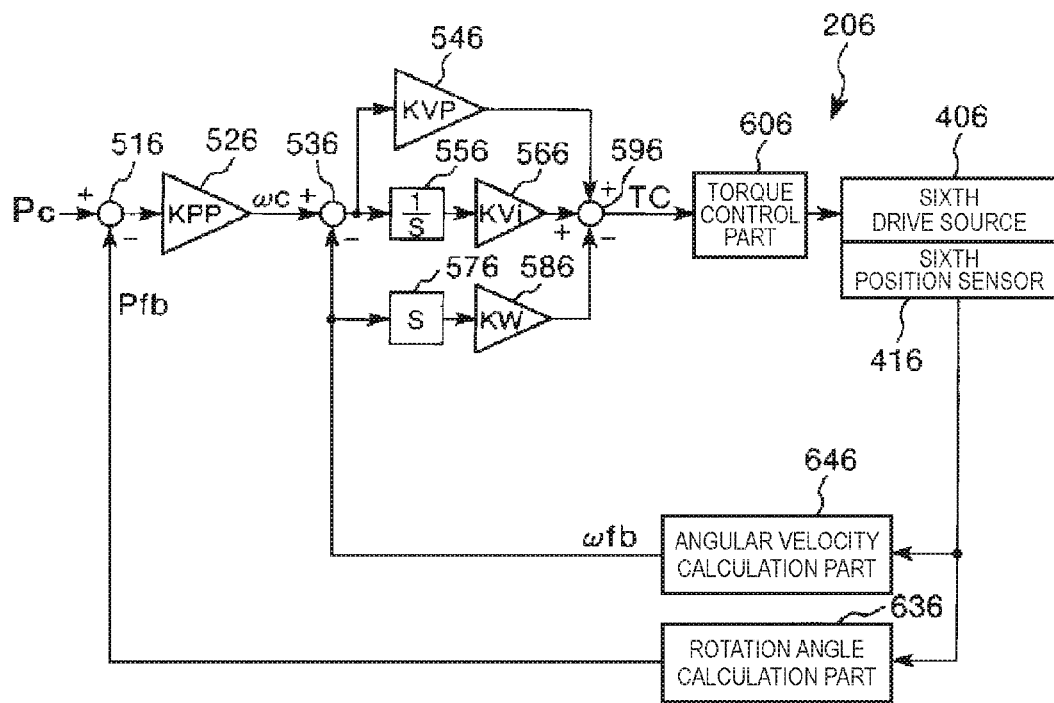 206
546
KVP
516
526
536
556
566
596
606
406
Pc
+
−
KPP
ωc
+
−
1
S
KVi
+
+
−
TC
TORQUE
CONTROL
PART
SIXTH
DRIVE SOURCE
SIXTH
POSITION SENSOR
416
Pfb
576
S
586
KW
646
ωfb
ANGULAR VELOCITY
CALCULATION PART
636
ROTATION ANGLE
CALCULATION PART